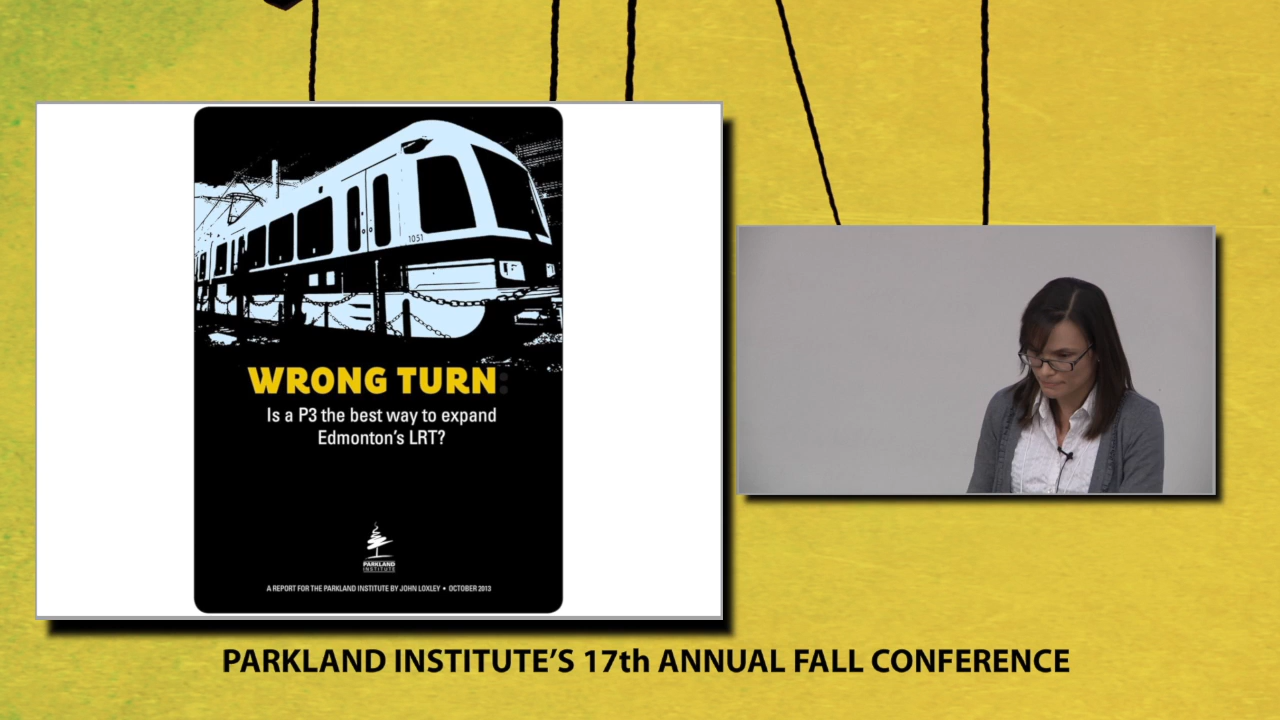 1051
WRONG TURN:
Is a P3 the best way to expand
Edmonton's LRT?
PARKLAND
INSTITUTE
A REPORT FOR THE PARKLAND INSTITUTE BY JOHN LOXLEY • OCTOBER 2013
PARKLAND INSTITUTE'S 17th ANNUAL FALL CONFERENCE